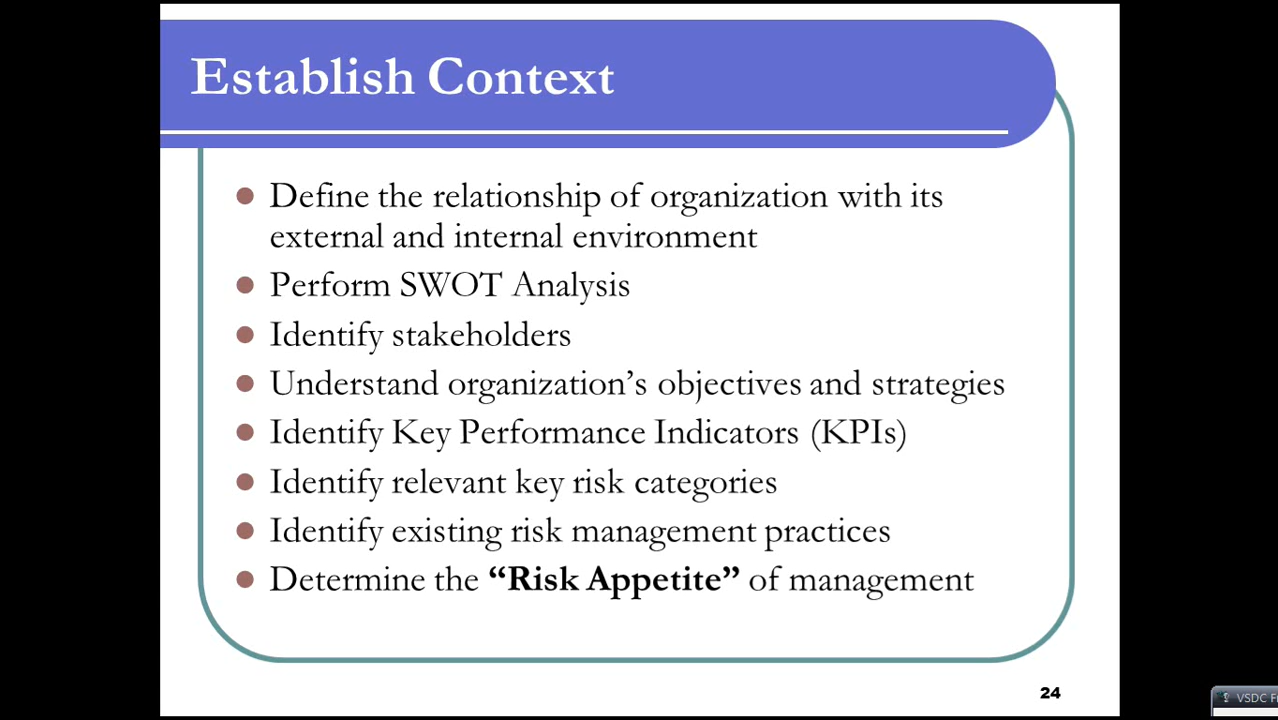 Establish Context
Define the relationship of organization with its
external and internal environment
Perform SWOT Analysis
Identify stakeholders
Understand organization’s objectives and strategies
Identify Key Performance Indicators (KPIs)
Identify relevant key risk categories
Identify existing risk management practices
Determine the “Risk Appetite” of management
24
VSDC